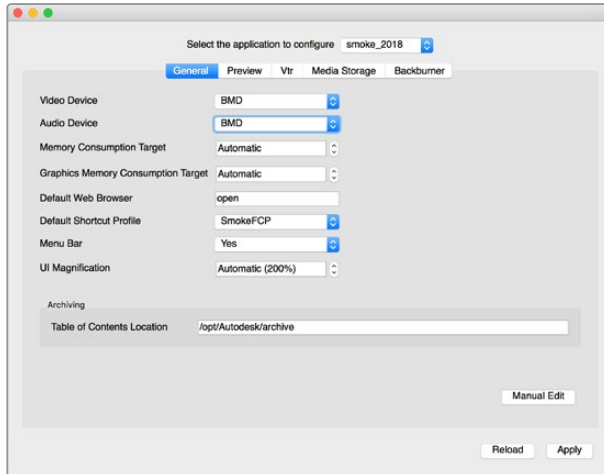 Select the application to configure smoke_2018
General Preview Vtr Media Storage Backburner
Video Device BMD
Audio Device BMD
Memory Consumption Target Automatic
Graphics Memory Consumption Target Automatic
Default Web Browser open
Default Shortcut Profile SmokeFCP
Menu Bar Yes
UI Magnification Automatic (200%)
Archiving
Table of Contents Location /opt/Autodesk/archive
Manual Edit
Reload Apply